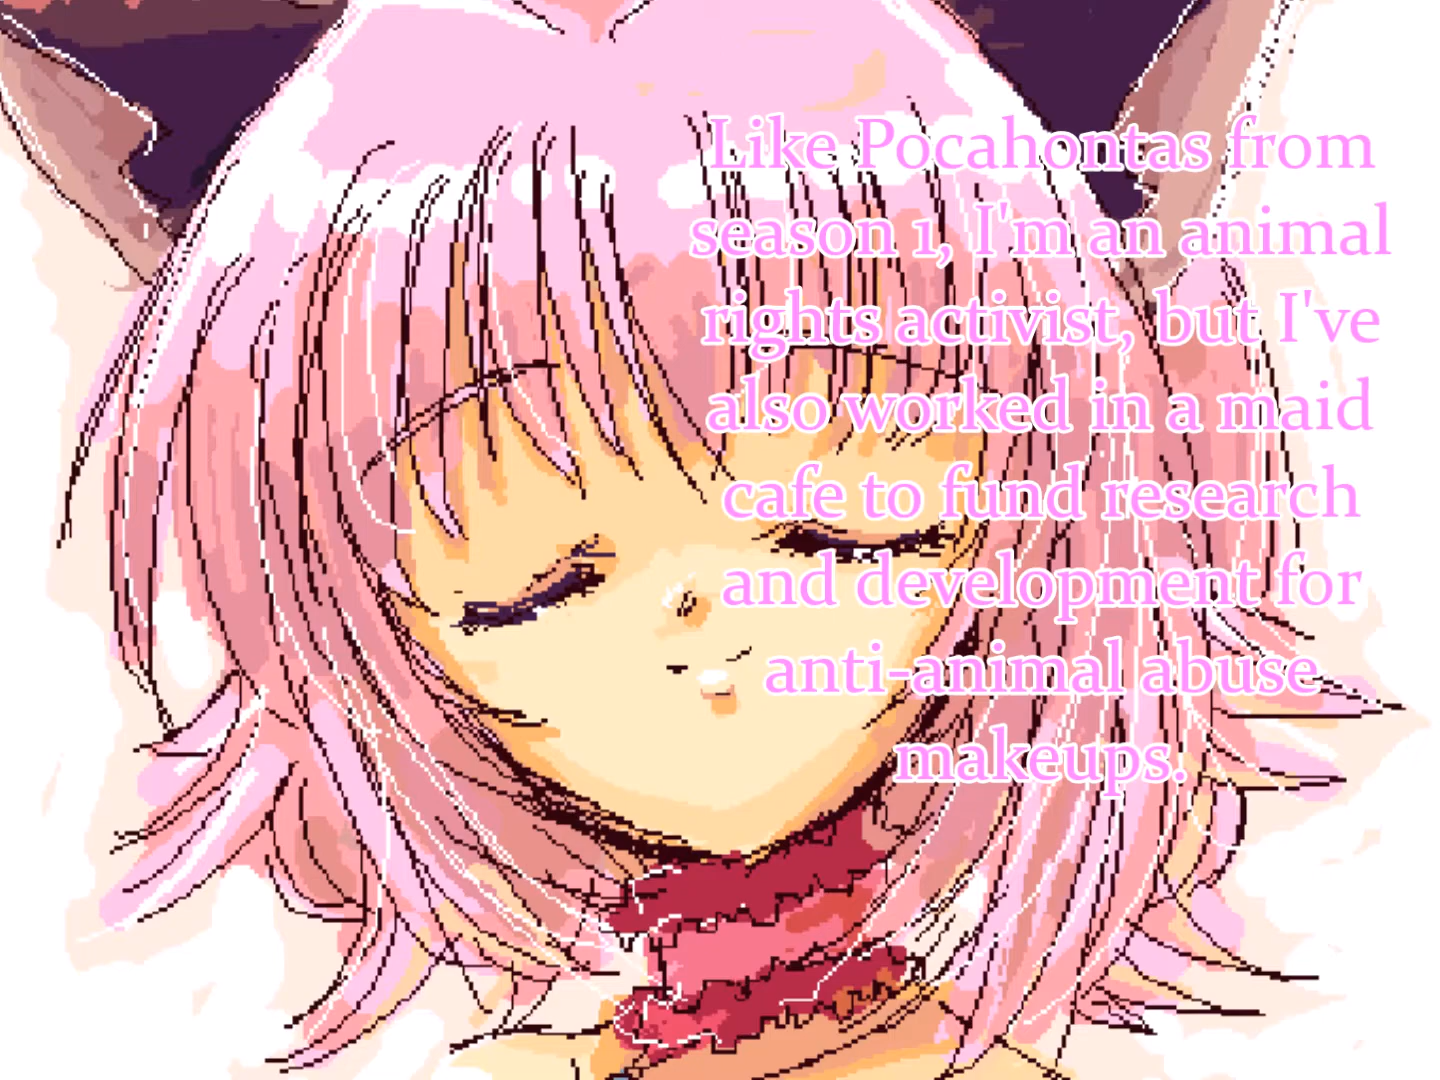 Like Pocahontas from
season 1, I'm an animal
rights activist, but I've
also worked in a maid
cafe to fund research
and development for
anti-animal abuse
makeups.